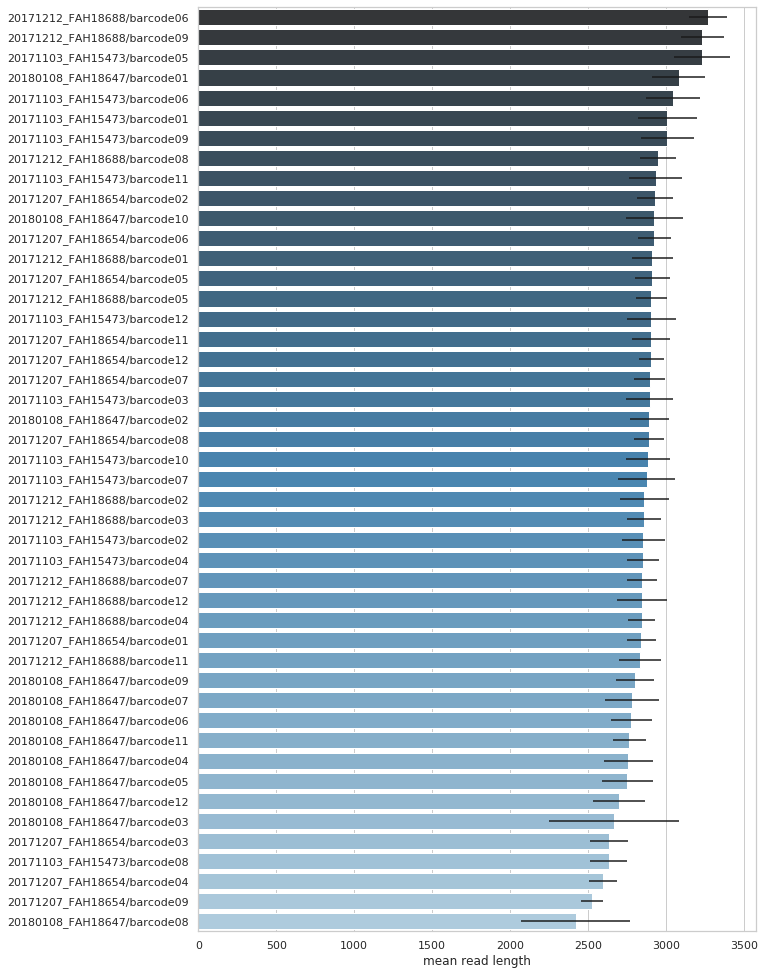 20171212_FAH18688/barcode06
20171212_FAH18688/barcode09
20171103_FAH15473/barcode05
20180108_FAH18647/barcode01
20171103_FAH15473/barcode06
20171103_FAH15473/barcode01
20171103_FAH15473/barcode09
20171212_FAH18688/barcode08
20171103_FAH15473/barcode11
20171207_FAH18654/barcode02
20180108_FAH18647/barcode10
20171207_FAH18654/barcode06
20171212_FAH18688/barcode01
20171207_FAH18654/barcode05
20171212_FAH18688/barcode05
20171103_FAH15473/barcode12
20171207_FAH18654/barcode11
20171207_FAH18654/barcode12
20171207_FAH18654/barcode07
20171103_FAH15473/barcode03
20180108_FAH18647/barcode02
20171207_FAH18654/barcode08
20171103_FAH15473/barcode10
20171103_FAH15473/barcode07
20171212_FAH18688/barcode02
20171212_FAH18688/barcode03
20171103_FAH15473/barcode02
20171103_FAH15473/barcode04
20171212_FAH18688/barcode07
20171212_FAH18688/barcode12
20171212_FAH18688/barcode04
20171207_FAH18654/barcode01
20171212_FAH18688/barcode11
20180108_FAH18647/barcode09
20180108_FAH18647/barcode07
20180108_FAH18647/barcode06
20180108_FAH18647/barcode11
20180108_FAH18647/barcode04
20180108_FAH18647/barcode05
20180108_FAH18647/barcode12
20180108_FAH18647/barcode03
20171207_FAH18654/barcode03
20171103_FAH15473/barcode08
20171207_FAH18654/barcode04
20171207_FAH18654/barcode09
20180108_FAH18647/barcode08
0 500 1000 1500 2000 2500 3000 3500
mean read length